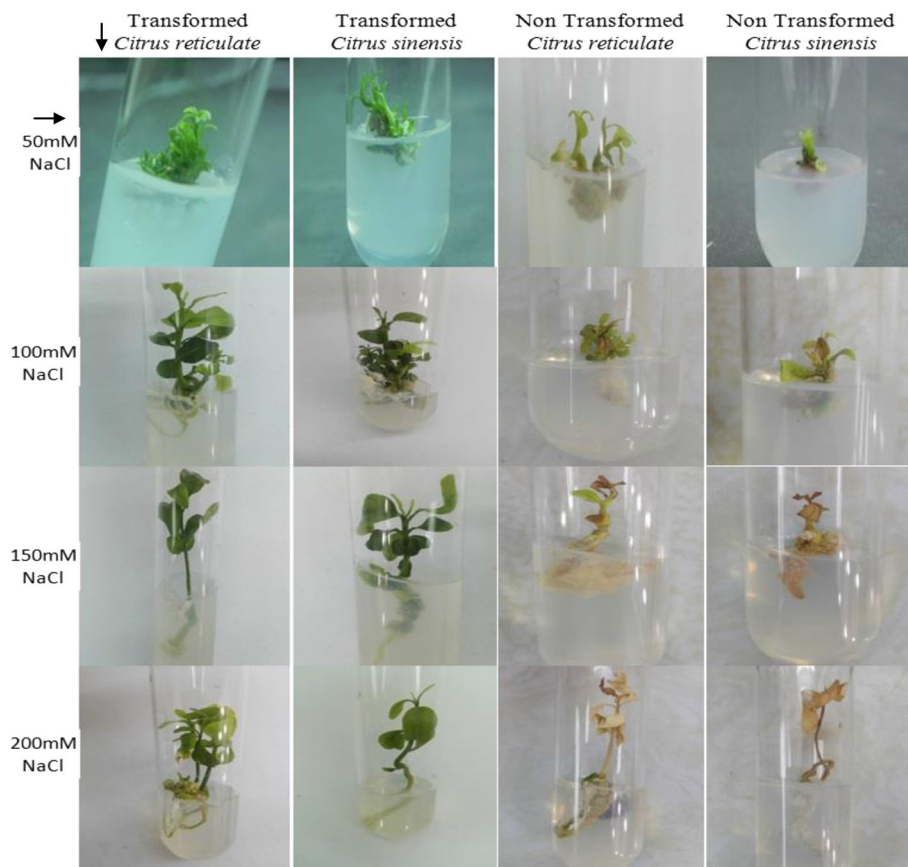 Transformed
Citrus reticulate
Transformed
Citrus sinensis
Non Transformed
Citrus reticulate
Non Transformed
Citrus sinensis
50mM
NaCl
100mM
NaCl
150mM
NaCl
200mM
NaCl